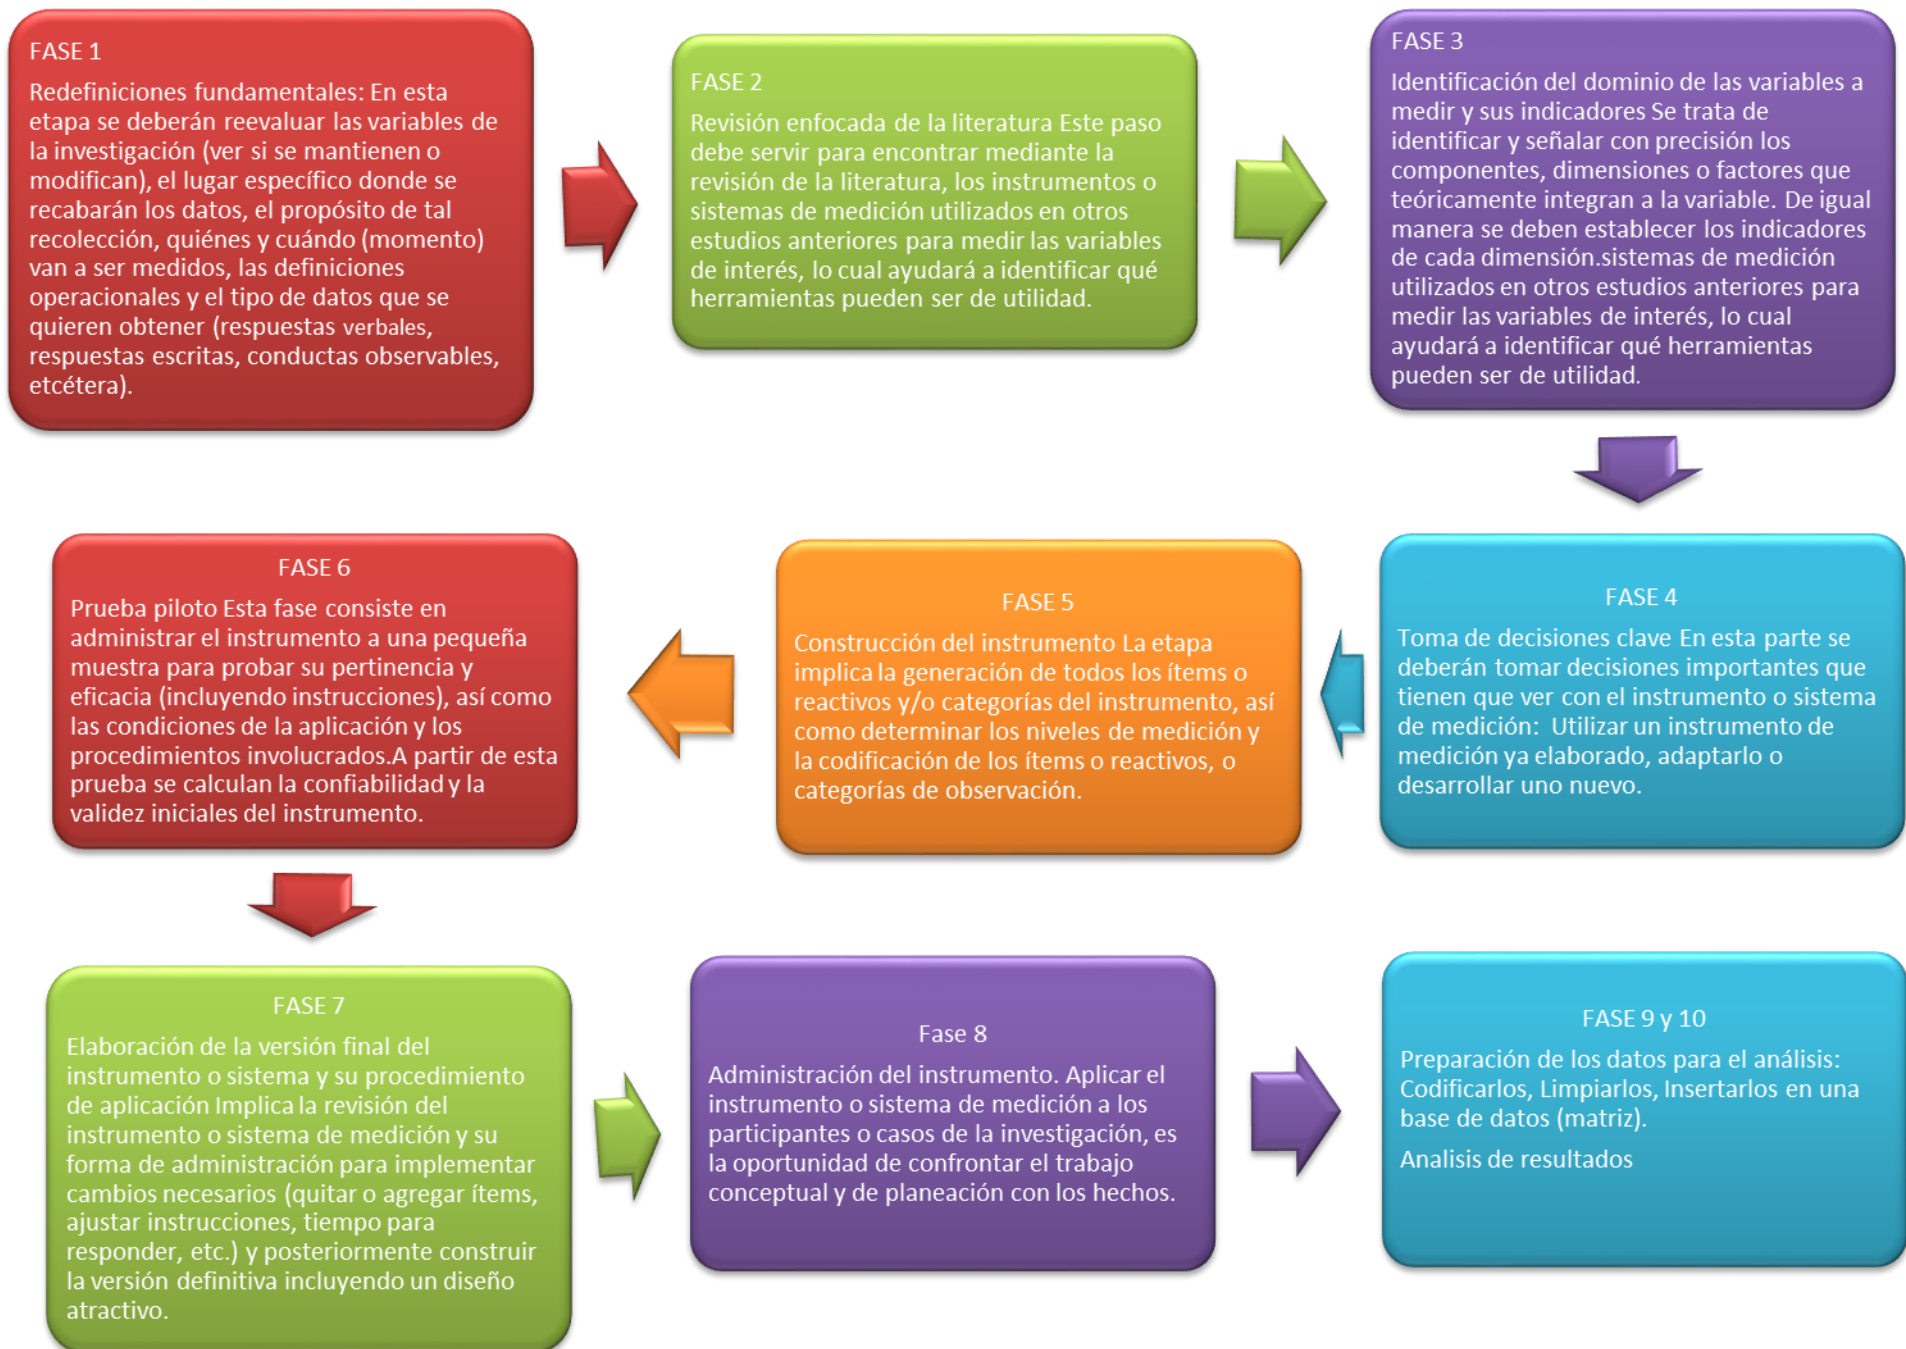 FASE 1
Redefiniciones fundamentales: En esta
etapa se deberán reevaluar las variables de
la investigación (ver si se mantienen o
modifican), el lugar específico donde se
recabarán los datos, el propósito de tal
recolección, quiénes y cuándo (momento)
van a ser medidos, las definiciones
operacionales y el tipo de datos que se
quieren obtener (respuestas verbales,
respuestas escritas, conductas observables,
etcétera).
FASE 2
Revisión enfocada de la literatura Este paso
debe servir para encontrar mediante la
revisión de la literatura, los instrumentos o
sistemas de medición utilizados en otros
estudios anteriores para medir las variables
de interés, lo cual ayudará a identificar qué
herramientas pueden ser de utilidad.
FASE 3
Identificación del dominio de las variables a
medir y sus indicadores Se trata de
identificar y señalar con precisión los
componentes, dimensiones o factores que
teóricamente integran a la variable. De igual
manera se deben establecer los indicadores
de cada dimensión.sistemas de medición
utilizados en otros estudios anteriores para
medir las variables de interés, lo cual
ayudará a identificar qué herramientas
pueden ser de utilidad.
FASE 4
Toma de decisiones clave En esta parte se
deberán tomar decisiones importantes que
tienen que ver con el instrumento o sistema
de medición:  Utilizar un instrumento de
medición ya elaborado, adaptarlo o
desarrollar uno nuevo.
FASE 5
Construcción del instrumento La etapa
implica la generación de todos los ítems o
reactivos y/o categorías del instrumento, así
como determinar los niveles de medición y
la codificación de los ítems o reactivos, o
categorías de observación.
FASE 6
Prueba piloto Esta fase consiste en
administrar el instrumento a una pequeña
muestra para probar su pertinencia y
eficacia (incluyendo instrucciones), así como
las condiciones de la aplicación y los
procedimientos involucrados.A partir de esta
prueba se calculan la confiabilidad y la
validez iniciales del instrumento.
FASE 7
Elaboración de la versión final del
instrumento o sistema y su procedimiento
de aplicación Implica la revisión del
instrumento o sistema de medición y su
forma de administración para implementar
cambios necesarios (quitar o agregar ítems,
ajustar instrucciones, tiempo para
responder, etc.) y posteriormente construir
la versión definitiva incluyendo un diseño
atractivo.
Fase 8
Administración del instrumento. Aplicar el
instrumento o sistema de medición a los
participantes o casos de la investigación, es
la oportunidad de confrontar el trabajo
conceptual y de planeación con los hechos.
FASE 9 y 10
Preparación de los datos para el análisis:
Codificarlos, Limpiarlos, Insertarlos en una
base de datos (matriz).
Analisis de resultados